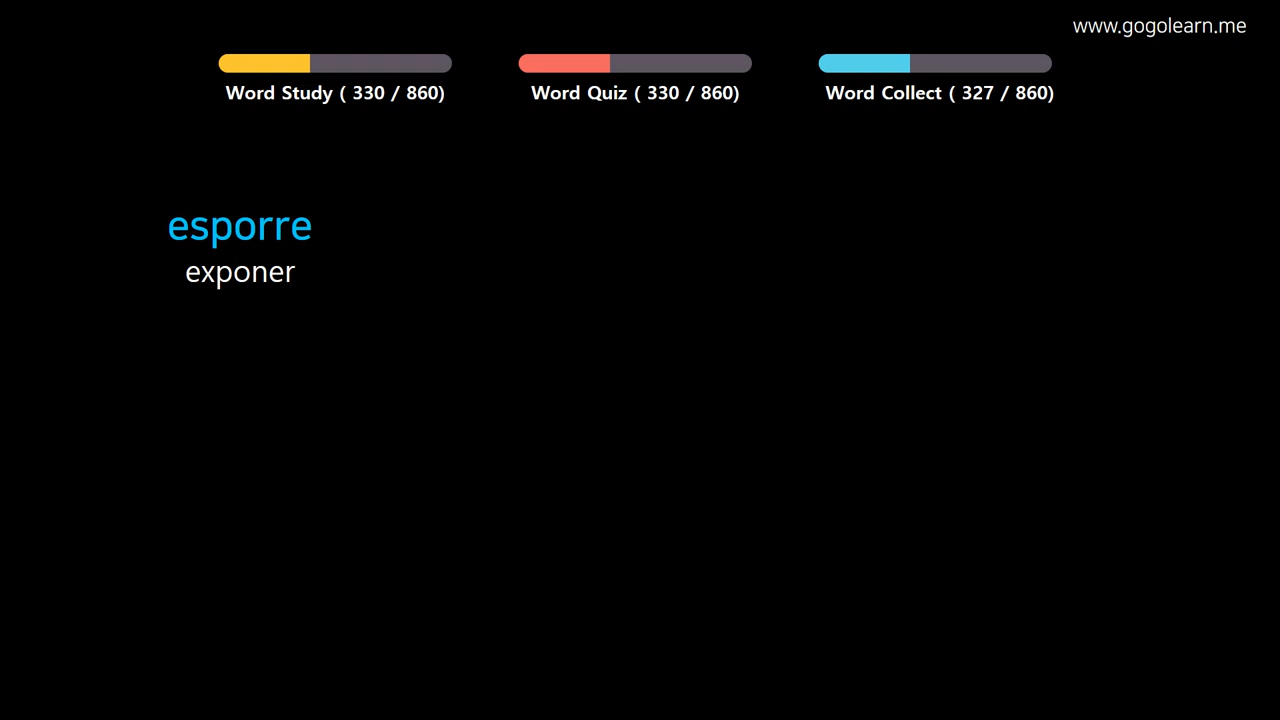 www.gogolearn.me
Word Study ( 330 / 860)
Word Quiz ( 330 / 860)
Word Collect ( 327 / 860)
esporre
exponer